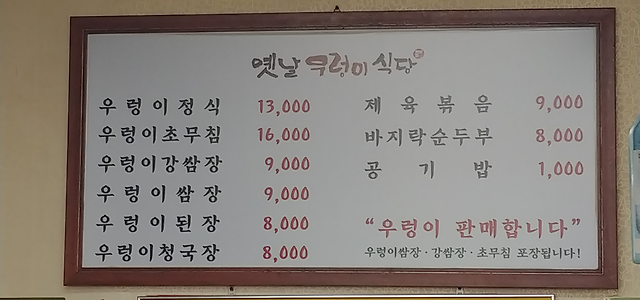 옛날 우렁이 식당
우렁이정식 13,000
우렁이초무침 16,000
우렁이강쌈장 9,000
우렁이쌈장 9,000
우렁이된장 8,000
우렁이청국장 8,000
제육볶음 9,000
바지락순두부 8,000
공기밥 1,000
“우렁이 판매합니다”
우렁이쌈장·강쌈장·초무침 포장됩니다!